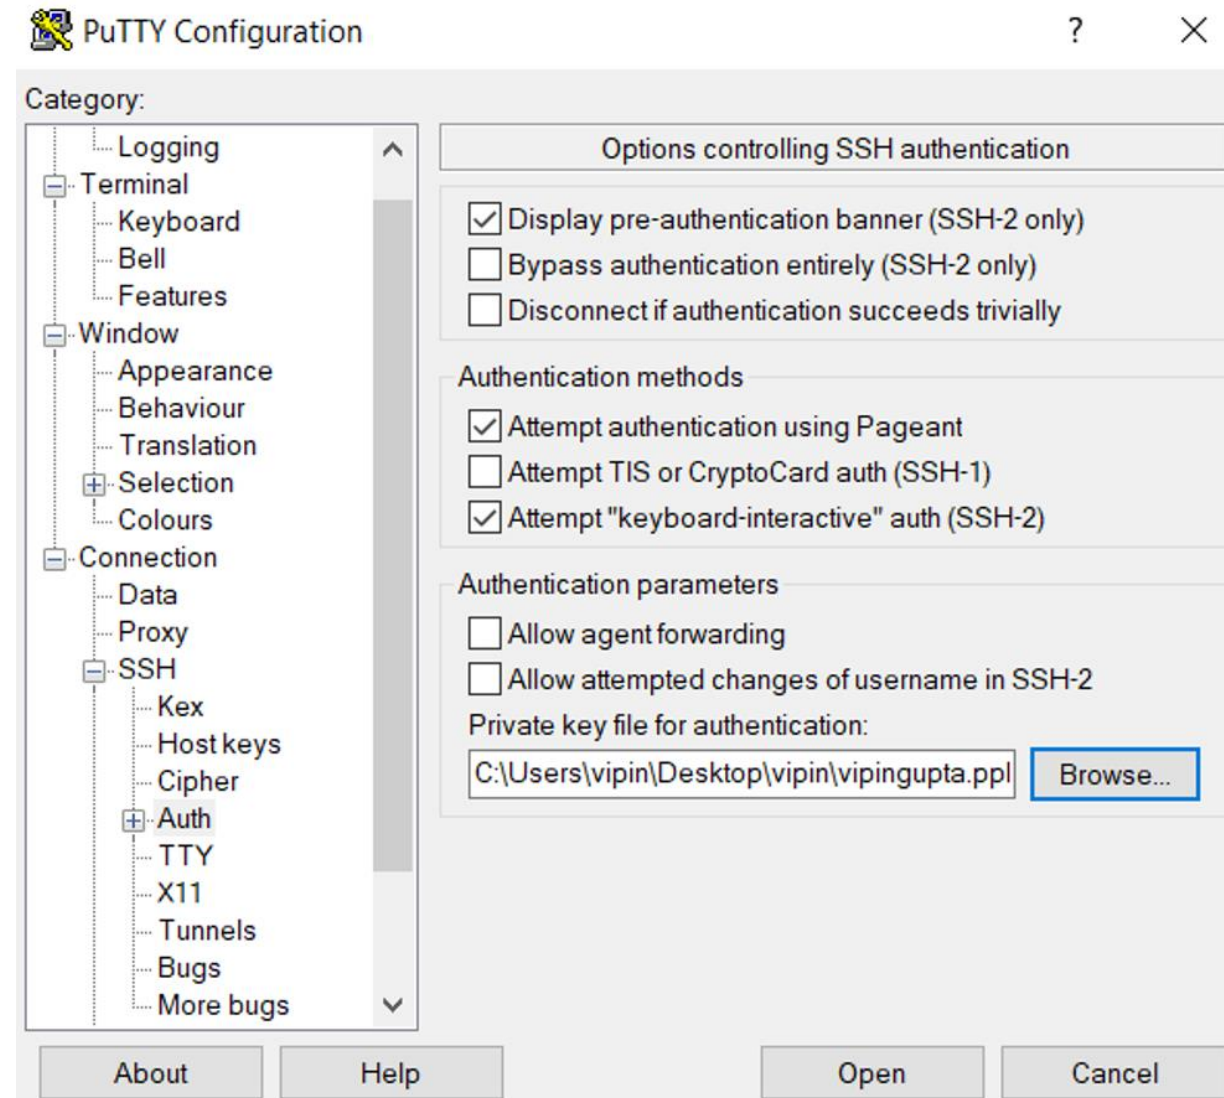 PuTTY Configuration
?
Category:
Logging
Terminal
Keyboard
Bell
Features
Window
Appearance
Behaviour
Translation
Selection
Colours
Connection
Data
Proxy
SSH
Kex
Host keys
Cipher
Auth
TTY
X11
Tunnels
Bugs
More bugs
Options controlling SSH authentication
Display pre-authentication banner (SSH-2 only)
Bypass authentication entirely (SSH-2 only)
Disconnect if authentication succeeds trivially
Authentication methods
Attempt authentication using Pageant
Attempt TIS or CryptoCard auth (SSH-1)
Attempt "keyboard-interactive" auth (SSH-2)
Authentication parameters
Allow agent forwarding
Allow attempted changes of username in SSH-2
Private key file for authentication:
C:\Users\vipin\Desktop\vipin\vipingupta.ppl
Browse...
About
Help
Open
Cancel